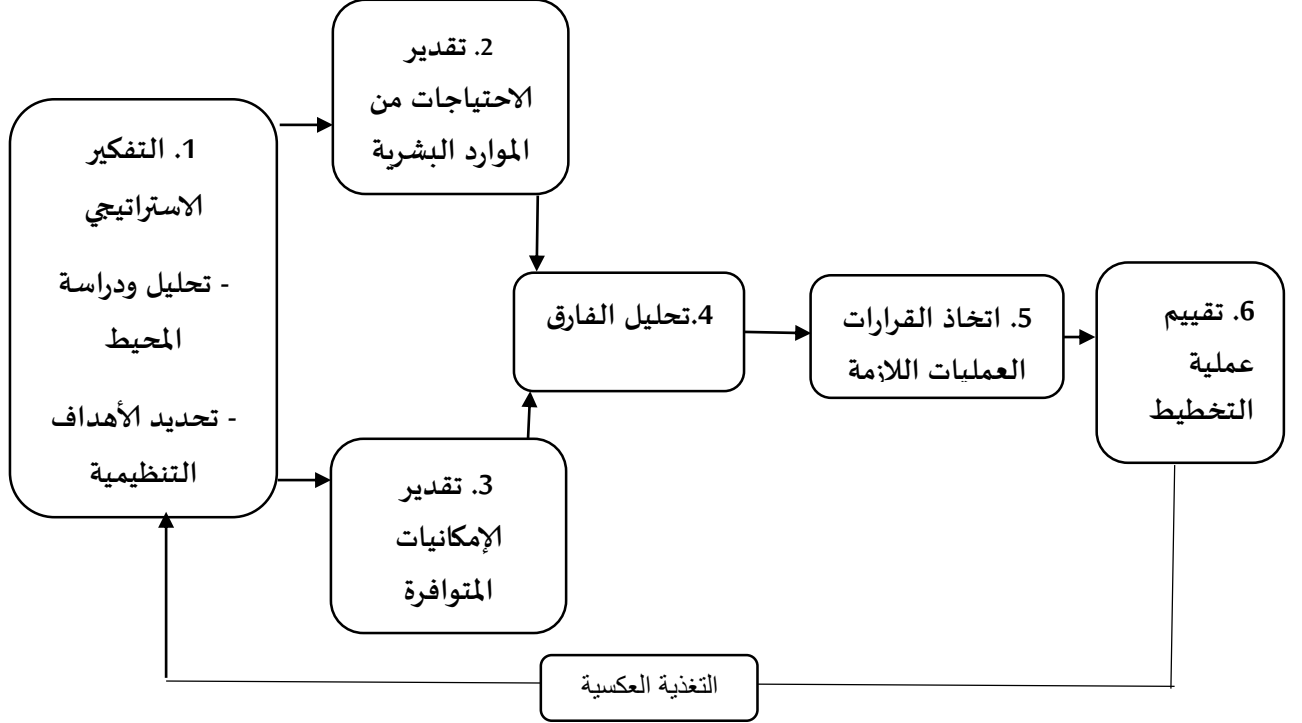 1. التفكير
الاستراتيجي
- تحليل ودراسة
المحيط
- تحديد الأهداف
التنظيمية
2. تقدير
الاحتياجات من
الموارد البشرية
3. تقدير
الإمكانيات
المتوافرة
4.تحليل الفارق
5. اتخاذ القرارات
العمليات اللازمة
6. تقييم
عملية
التخطيط
التغذية العكسية